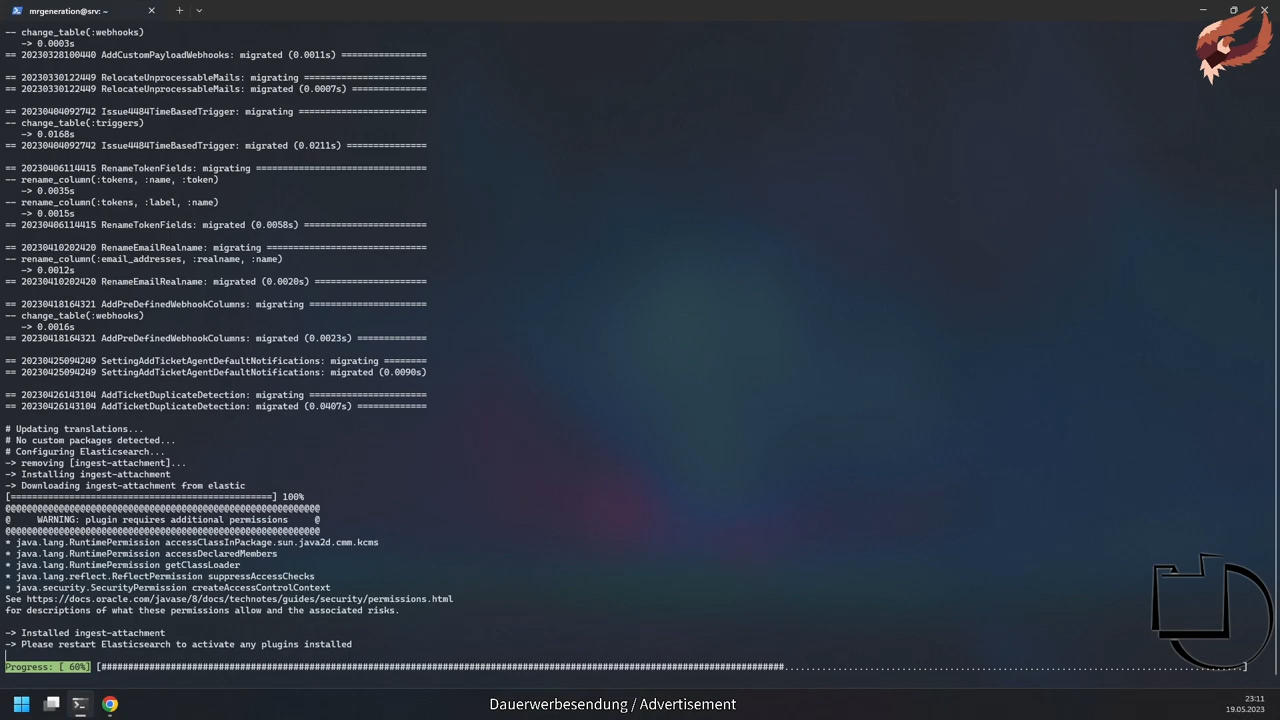 mrgeneration@srv: ~
-- change_table(:webhooks)
-> 0.0003s
== 20230328100440 AddCustomPayloadWebhooks: migrated (0.0011s) ================
== 20230330122449 RelocateUnprocessableMails: migrating =======================
== 20230330122449 RelocateUnprocessableMails: migrated (0.0007s) ==============
== 20230404092742 Issue4484TimeBasedTrigger: migrating ========================
-- change_table(:triggers)
-> 0.0168s
== 20230404092742 Issue4484TimeBasedTrigger: migrated (0.0211s) ===============
== 20230406114415 RenameTokenFields: migrating ================================
-- rename_column(:tokens, :name, :token)
-> 0.0035s
-- rename_column(:tokens, :label, :name)
-> 0.0015s
== 20230406114415 RenameTokenFields: migrated (0.0058s) =======================
== 20230410202420 RenameEmailRealname: migrating ==============================
-- rename_column(:email_addresses, :realname, :name)
-> 0.0012s
== 20230410202420 RenameEmailRealname: migrated (0.0020s) =====================
== 20230418164321 AddPreDefinedWebhookColumns: migrating ======================
-- change_table(:webhooks)
-> 0.0016s
== 20230418164321 AddPreDefinedWebhookColumns: migrated (0.0023s) =============
== 20230425094249 SettingAddTicketAgentDefaultNotifications: migrating ========
== 20230425094249 SettingAddTicketAgentDefaultNotifications: migrated (0.0090s)
== 20230426143104 AddTicketDuplicateDetection: migrating ======================
== 20230426143104 AddTicketDuplicateDetection: migrated (0.0407s) =============
# Updating translations...
# No custom packages detected...
# Configuring Elasticsearch...
-> removing [ingest-attachment]...
-> Installing ingest-attachment
-> Downloading ingest-attachment from elastic
[=================================================] 100%
@@@@@@@@@@@@@@@@@@@@@@@@@@@@@@@@@@@@@@@@@@@@@@@@@@@@@@@@@@@
@     WARNING: plugin requires additional permissions     @
@@@@@@@@@@@@@@@@@@@@@@@@@@@@@@@@@@@@@@@@@@@@@@@@@@@@@@@@@@@
* java.lang.RuntimePermission accessClassInPackage.sun.java2d.cmm.kcms
* java.lang.RuntimePermission accessDeclaredMembers
* java.lang.RuntimePermission getClassLoader
* java.lang.reflect.ReflectPermission suppressAccessChecks
* java.security.SecurityPermission createAccessControlContext
See https://docs.oracle.com/javase/8/docs/technotes/guides/security/permissions.html
for descriptions of what these permissions allow and the associated risks.
-> Installed ingest-attachment
-> Please restart Elasticsearch to activate any plugins installed
Progress: [ 60%] [################################################################################################################################.......................................................................................]
23:11
19.05.2023
Dauerwerbesendung / Advertisement